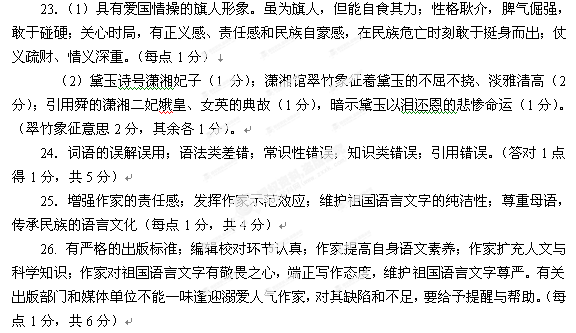 23．（1）具有爱国情操的旗人形象。虽为旗人，但能自食其力；性格耿介，脾气倔强，
敢于碰硬；关心时局，有正义感、责任感和民族自豪感，在民族危亡时刻敢于挺身而出；仗
义疏财、惜义深重。（每点 1 分）
（2）黛玉诗号潇湘妃子（1 分）；潇湘馆翠竹象征着黛玉的不屈不挠、淡雅清高（2
分）；引用舜的潇湘二妃娥皇、女英的典故（1 分），暗示黛玉以泪还恩的悲惨命运（1 分）。
（翠竹象征意思 2 分，其余各 1 分）。
24．词语的误解误用；语法类差错；常识性错误；知识类错误；引用错误。（答对 1 点
得 1 分，共 5 分）
25．增强作家的责任感；发挥作家示范效应；维护祖国语言文字的纯洁性；尊重母语，
传承民族的语言文化（每点 1 分，共 4 分）
26．有严格的出版标准；编辑校对环节认真；作家提高自身语文素养；作家扩充人文与
科学知识；作家对祖国语言文字有敬畏之心，端正写作态度，维护祖国语言文字尊严。有关
出版部门和媒体单位不能一味逢迎溺爱人气作家，对其缺陷和不足，要给予提醒与帮助。（每
点 1 分，共 6 分）